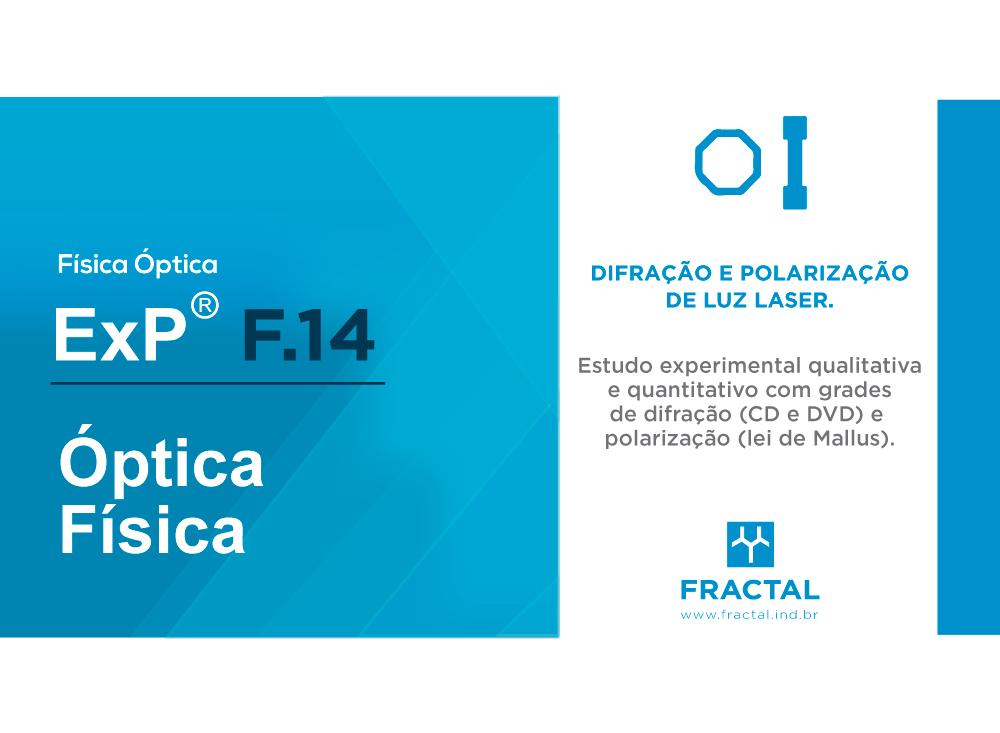 Física Óptica
ExP® F.14
Óptica
Física
DIFRAÇÃO E POLARIZAÇÃO
DE LUZ LASER.
Estudo experimental qualitativa
e quantitativo com grades
de difração (CD e DVD) e
polarização (lei de Mallus).
FRACTAL
www.fractal.ind.br